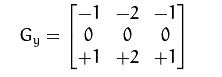 -1 -2 -1
G_y = 0 0 0
+1 +2 +1